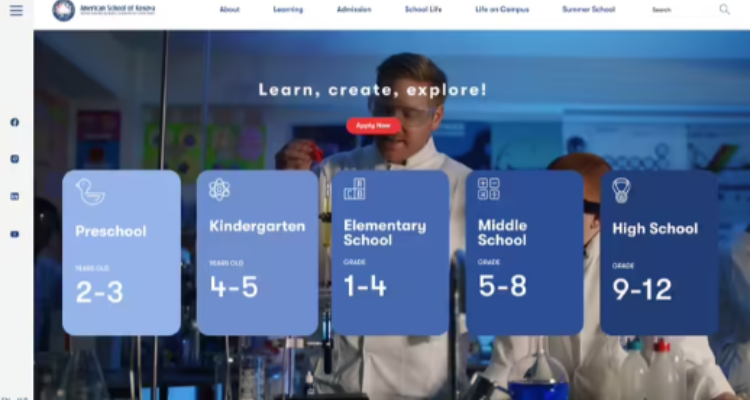 American School of Kosova
About
Learning
Admission
School Life
Life on Campus
Summer School
Search
Learn, create, explore!
Apply Now
Preschool
YEARS OLD
2-3
Kindergarten
YEARS OLD
4-5
Elementary
School
GRADE
1-4
Middle
School
GRADE
5-8
High School
GRADE
9-12